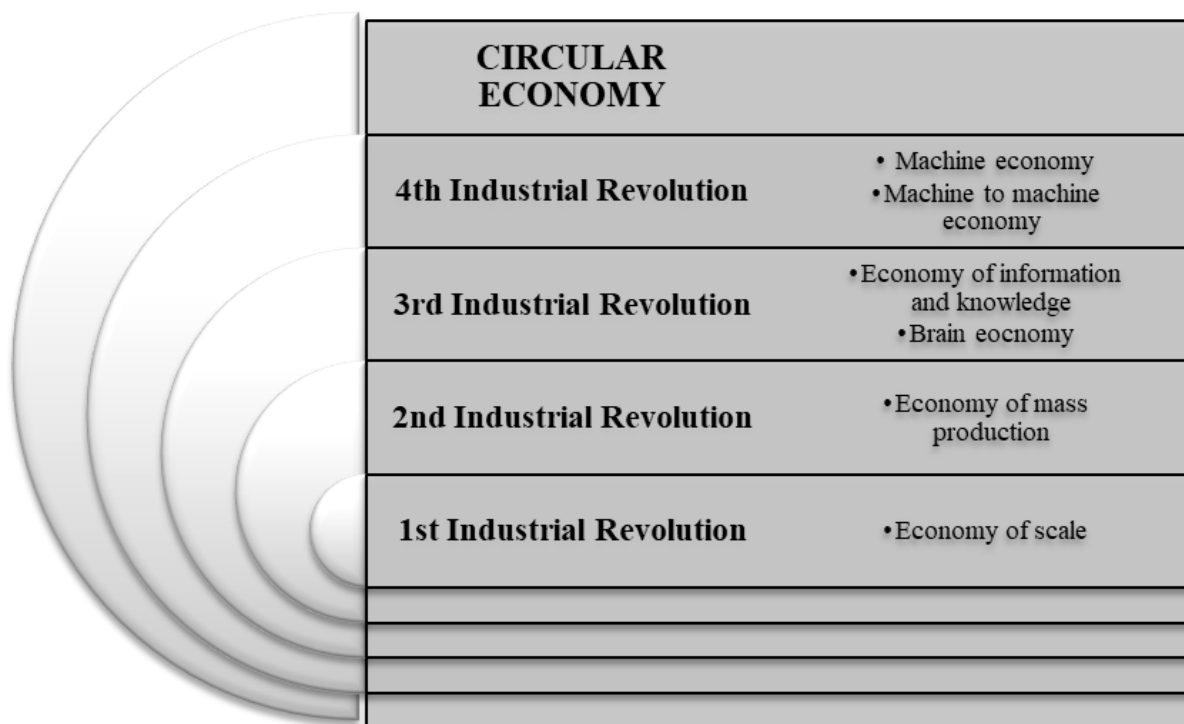 CIRCULAR
ECONOMY
4th Industrial Revolution
• Machine economy
•Machine to machine
economy
3rd Industrial Revolution
•Economy of information
and knowledge
•Brain eocnomy
2nd Industrial Revolution
•Economy of mass
production
1st Industrial Revolution
•Economy of scale